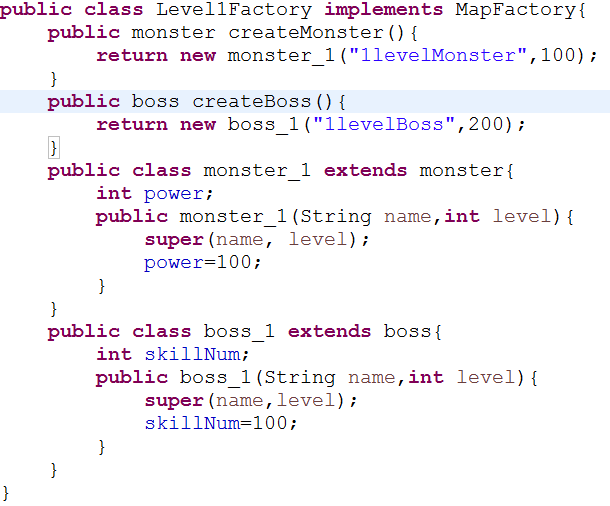 public class Level1Factory implements MapFactory{
    public monster createMonster(){
        return new monster_1("1levelMonster",100);
    }
    public boss createBoss(){
        return new boss_1("1levelBoss",200);
    }
    public class monster_1 extends monster{
        int power;
        public monster_1(String name,int level){
            super(name, level);
            power=100;
        }
    }
    public class boss_1 extends boss{
        int skillNum;
        public boss_1(String name,int level){
            super(name,level);
            skillNum=100;
        }
    }
}